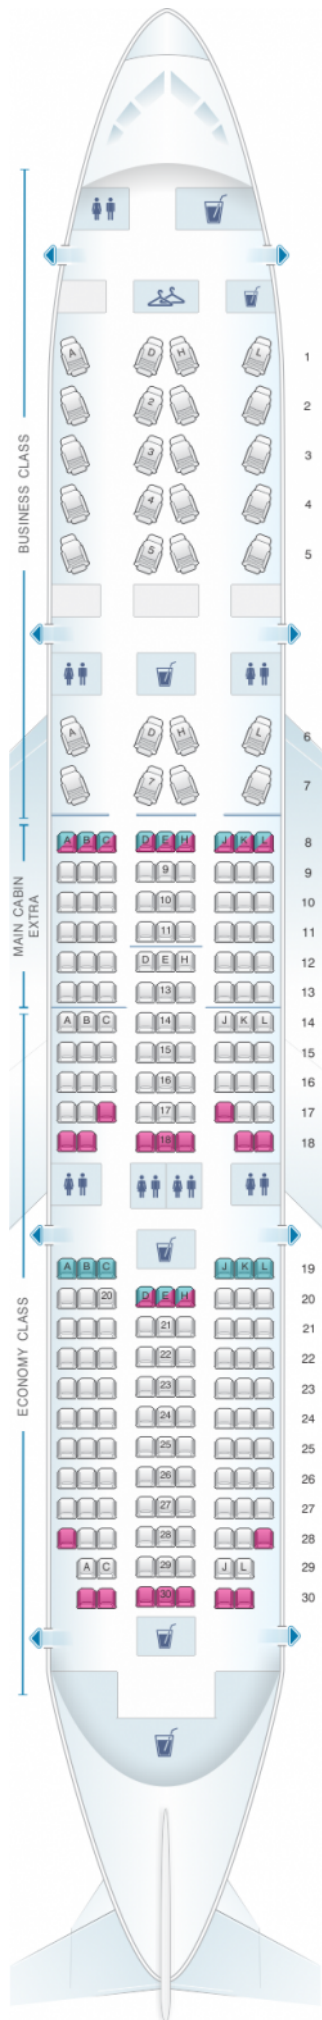 BUSINESS CLASS
A D H L 1
2 2
3 3
4 4
5 5
A D H L 6
7 7
MAIN CABIN
EXTRA
A B C D E H J K L 8
9 9
10 10
11 11
D E H 12
13 13
A B C 14 J K L 14
15 15
16 16
17 17
18 18
ECONOMY CLASS
A B C J K L 19
20 D E H 20
21 21
22 22
23 23
24 24
25 25
26 26
27 27
28 28
A C 29 J L 29
30 30